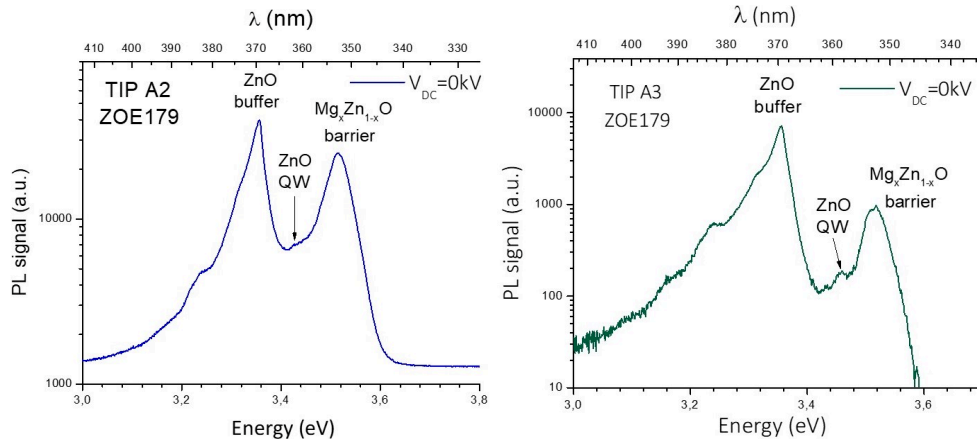 λ (nm)
410 400 390 380 370 360 350 340 330
TIP A2
ZOE179
V_DC=0kV
ZnO
buffer
Mg_xZn_1-xO
barrier
ZnO
QW
PL signal (a.u.)
10000
1000
3,0 3,2 3,4 3,6 3,8
Energy (eV)
λ (nm)
410 400 390 380 370 360 350 340
TIP A3
ZOE179
V_DC=0kV
ZnO
buffer
Mg_xZn_1-xO
barrier
ZnO
QW
PL signal (a.u.)
10000
1000
100
10
3,0 3,2 3,4 3,6
Energy (eV)